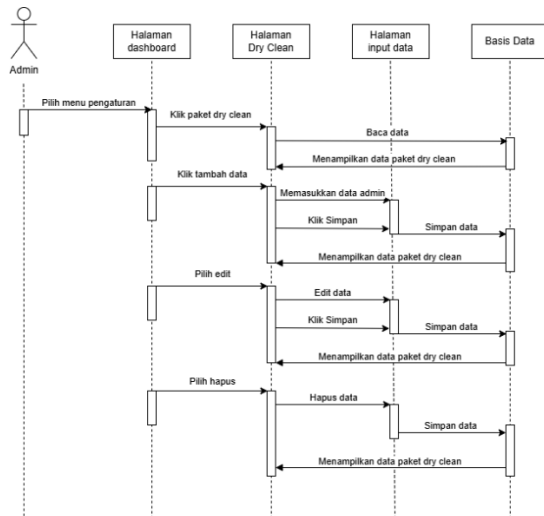 Halaman
dashboard
Halaman
Dry Clean
Halaman
input data
Basis Data
Admin
Pilih menu pengaturan
Klik paket dry clean
Baca data
Menampilkan data paket dry clean
Klik tambah data
Memasukkan data admin
Klik Simpan
Simpan data
Menampilkan data paket dry clean
Pilih edit
Edit data
Klik Simpan
Simpan data
Menampilkan data paket dry clean
Pilih hapus
Hapus data
Simpan data
Menampilkan data paket dry clean